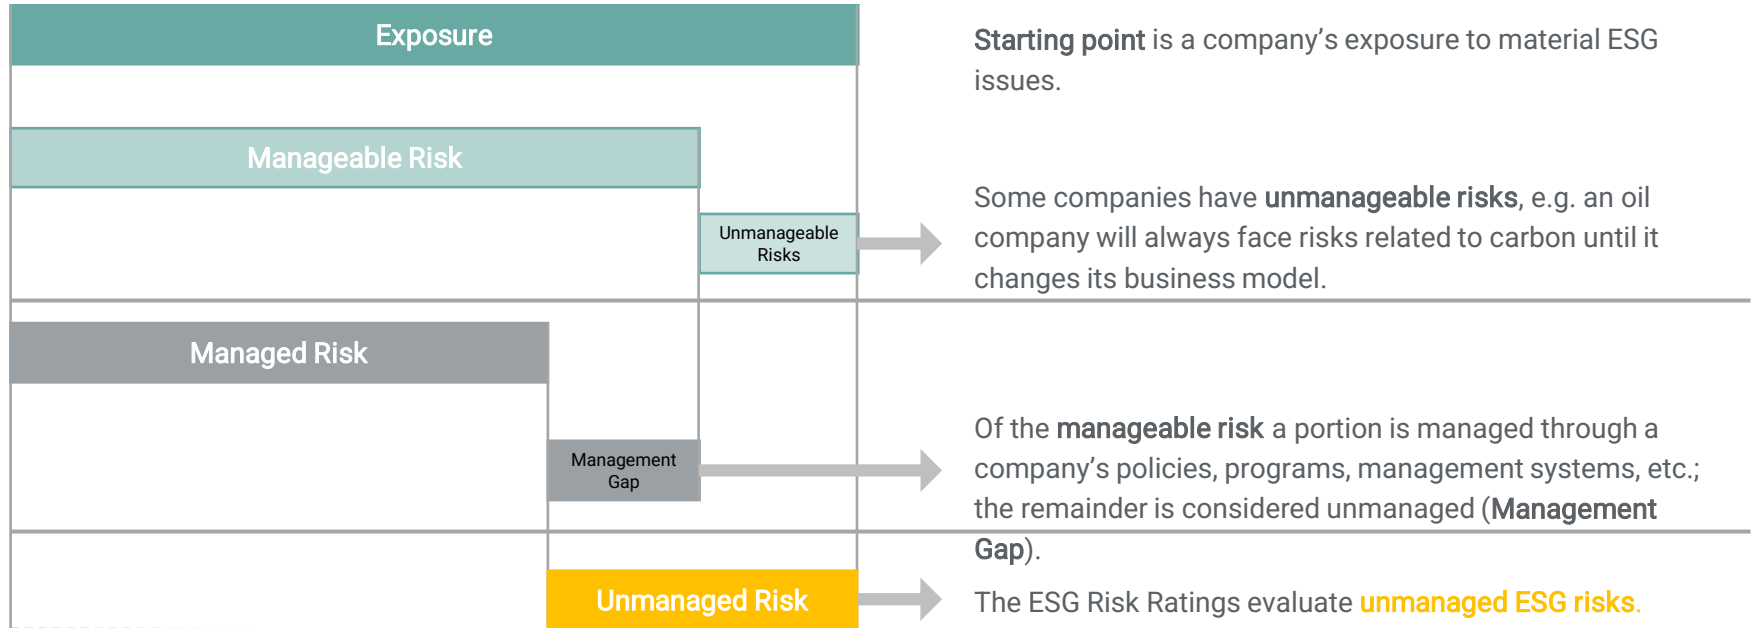 Exposure
Starting point is a company’s exposure to material ESG
issues.
Manageable Risk
Unmanageable
Risks
Some companies have unmanageable risks, e.g. an oil
company will always face risks related to carbon until it
changes its business model.
Managed Risk
Management
Gap
Of the manageable risk a portion is managed through a
company’s policies, programs, management systems, etc.;
the remainder is considered unmanaged (Management
Gap).
Unmanaged Risk
The ESG Risk Ratings evaluate unmanaged ESG risks.